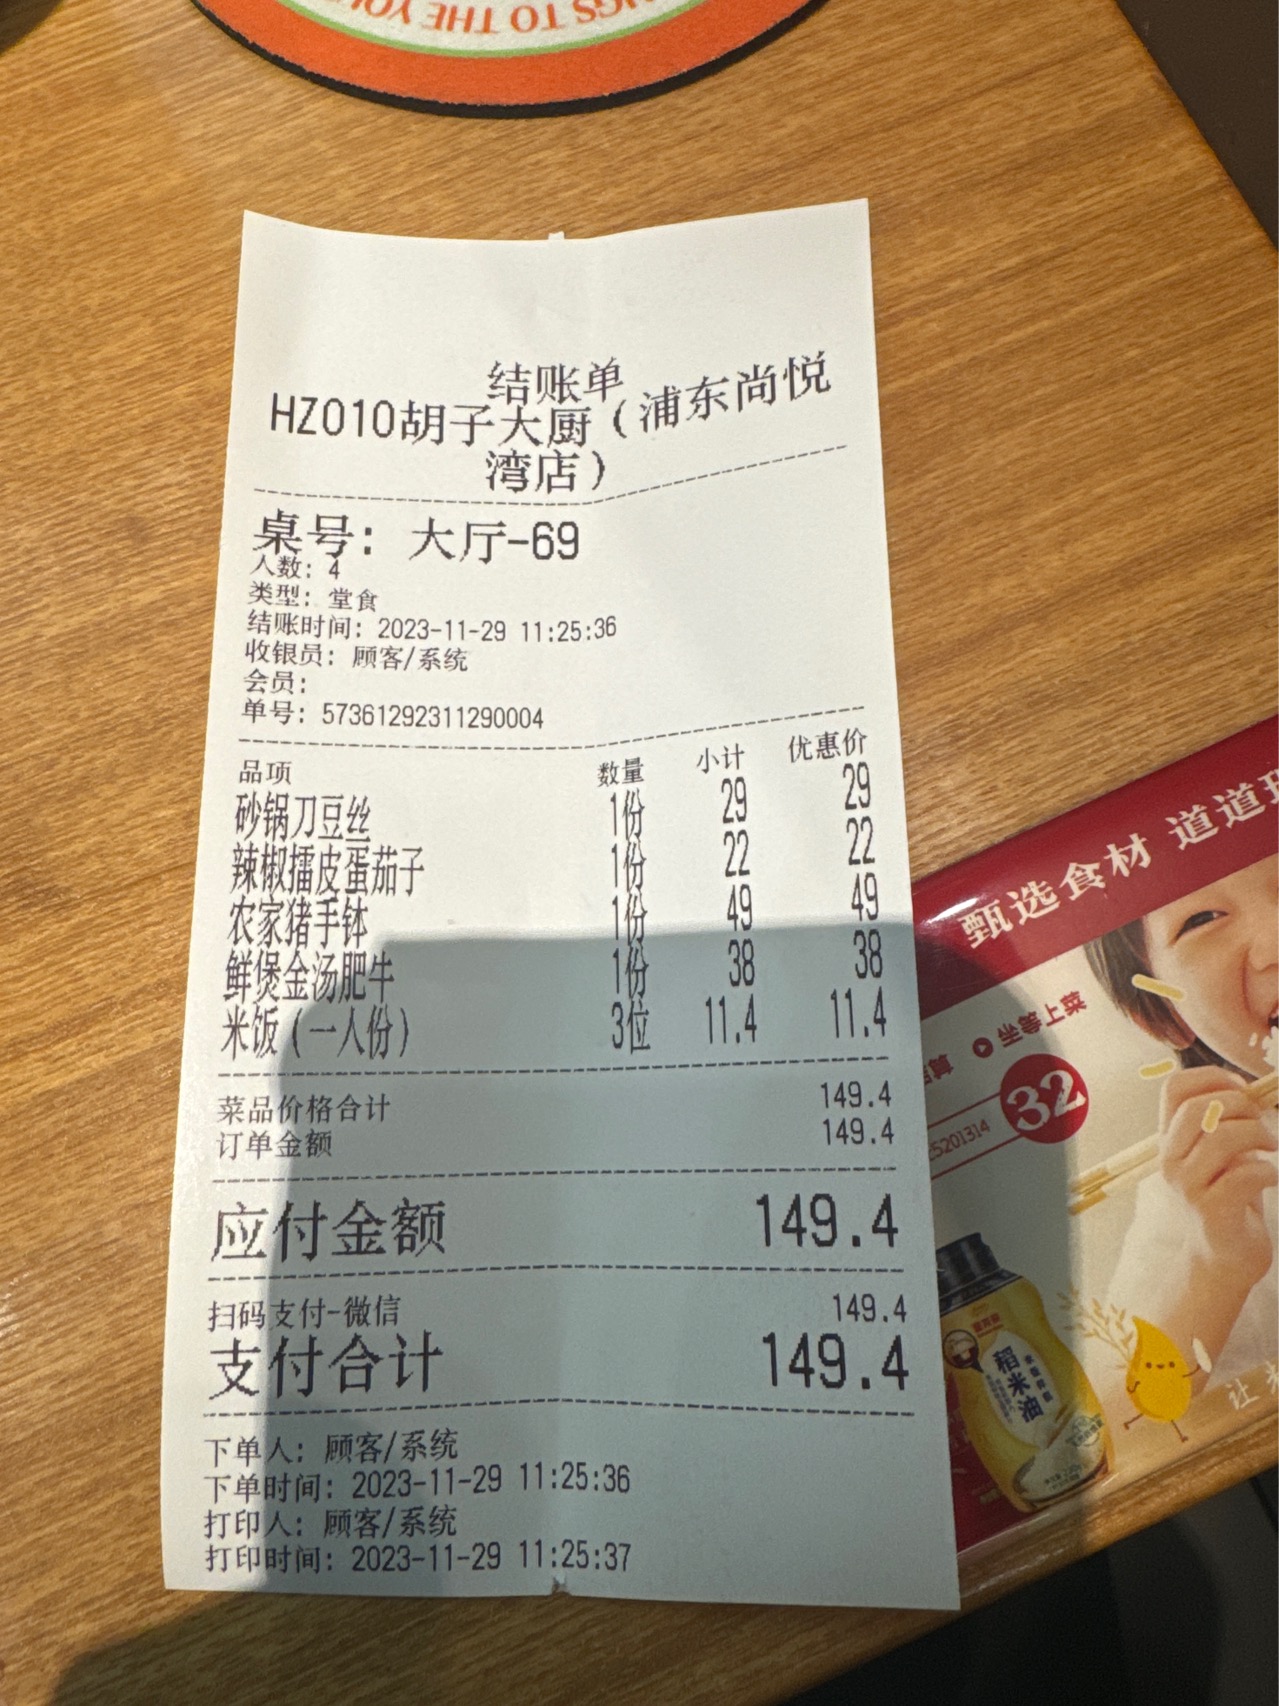 NGS TO THE YOU
结账单
HZ010胡子大厨(浦东尚悦
湾店)
桌号: 大厅-69
人数: 4
类型: 堂食
结账时间: 2023-11-29 11:25:36
收银员: 顾客/系统
会员:
单号: 57361292311290004
品项 数量 小计 优惠价
砂锅刀豆丝 1份 29 29
辣椒擂皮蛋茄子 1份 22 22
农家猪手钵 1份 49 49
鲜煲金汤肥牛 1份 38 38
米饭(一人份) 3位 11.4 11.4
菜品价格合计 149.4
订单金额 149.4
应付金额 149.4
扫码支付-微信 149.4
支付合计 149.4
下单人: 顾客/系统
下单时间: 2023-11-29 11:25:36
打印人: 顾客/系统
打印时间: 2023-11-29 11:25:37
甄选食材 道道
坐等上菜
32
5201314
稻米油
让